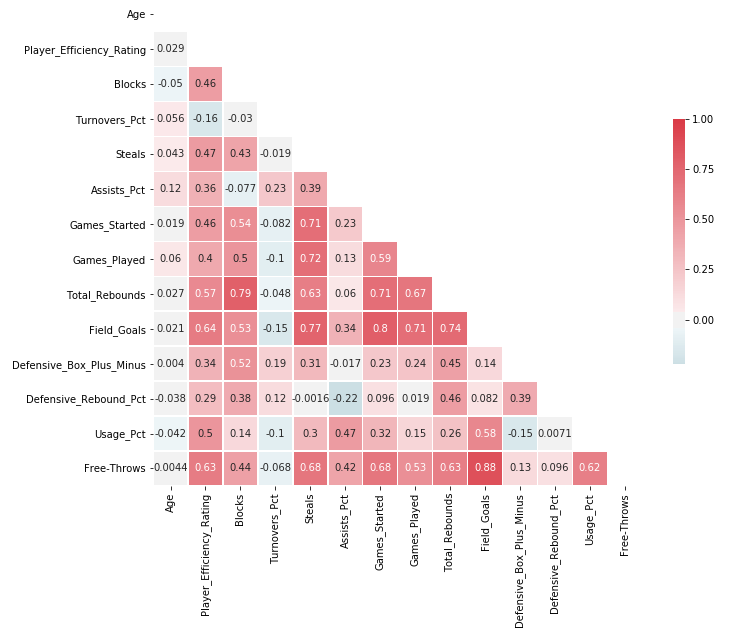 Age
Player_Efficiency_Rating 0.029
Blocks -0.05 0.46
Turnovers_Pct 0.056 -0.16 -0.03
Steals 0.043 0.47 0.43 -0.019
Assists_Pct 0.12 0.36 -0.077 0.23 0.39
Games_Started 0.019 0.46 0.54 -0.082 0.71 0.23
Games_Played 0.06 0.4 0.5 -0.1 0.72 0.13 0.59
Total_Rebounds 0.027 0.57 0.79 -0.048 0.63 0.06 0.71 0.67
Field_Goals 0.021 0.64 0.53 -0.15 0.77 0.34 0.8 0.71 0.74
Defensive_Box_Plus_Minus 0.004 0.34 0.52 0.19 0.31 -0.017 0.23 0.24 0.45 0.14
Defensive_Rebound_Pct -0.038 0.29 0.38 0.12 -0.0016 -0.22 0.096 0.019 0.46 0.082 0.39
Usage_Pct -0.042 0.5 0.14 -0.1 0.3 0.47 0.32 0.15 0.26 0.58 -0.15 0.0071
Free-Throws 0.0044 0.63 0.44 -0.068 0.68 0.42 0.68 0.53 0.63 0.88 0.13 0.096 0.62
Age
Player_Efficiency_Rating
Blocks
Turnovers_Pct
Steals
Assists_Pct
Games_Started
Games_Played
Total_Rebounds
Field_Goals
Defensive_Box_Plus_Minus
Defensive_Rebound_Pct
Usage_Pct
Free-Throws
1.00
0.75
0.50
0.25
0.00